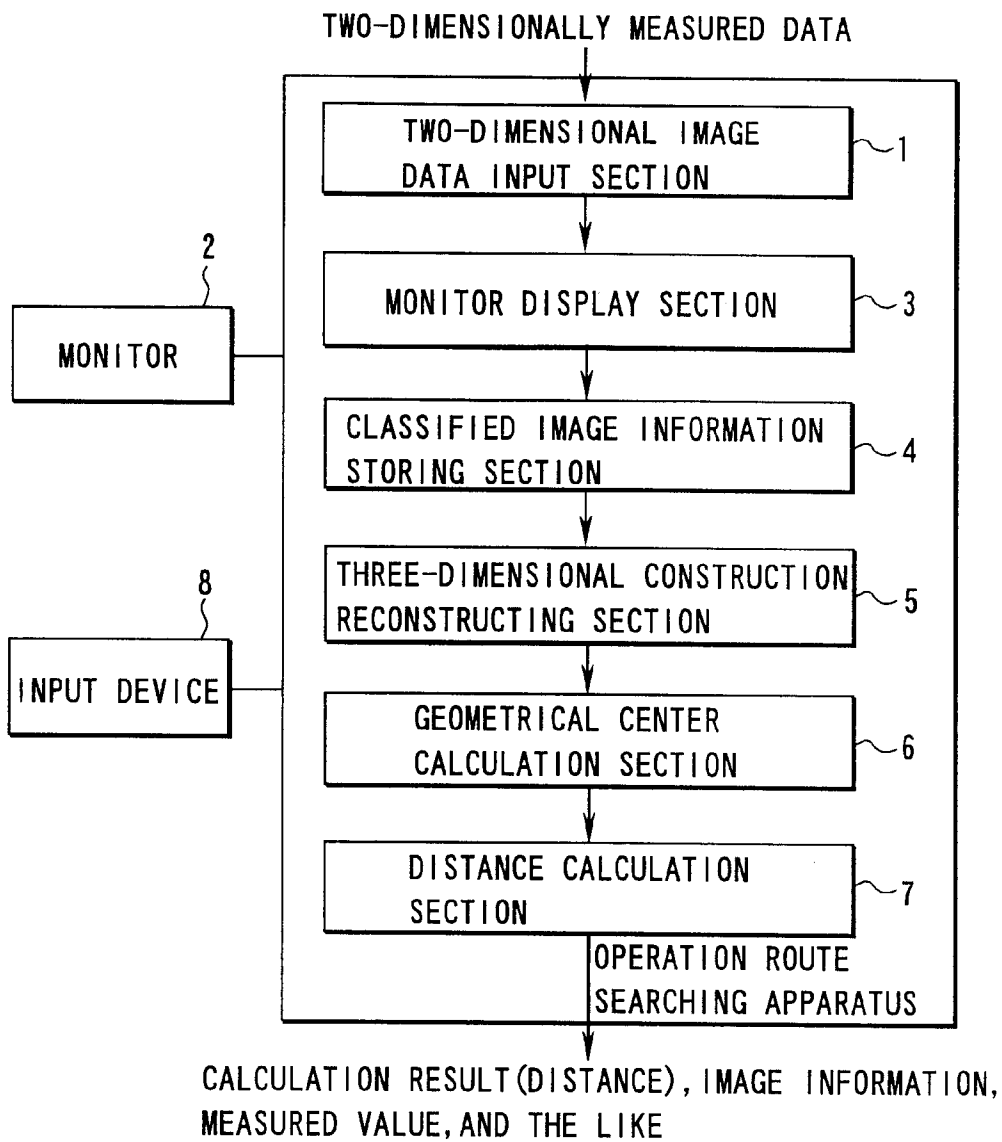 TWO-DIMENSIONALLY MEASURED DATA
TWO-DIMENSIONAL IMAGE
DATA INPUT SECTION
1
2
MONITOR
MONITOR DISPLAY SECTION
3
CLASSIFIED IMAGE INFORMATION
STORING SECTION
4
THREE-DIMENSIONAL CONSTRUCTION
RECONSTRUCTING SECTION
5
8
INPUT DEVICE
GEOMETRICAL CENTER
CALCULATION SECTION
6
DISTANCE CALCULATION
SECTION
7
OPERATION ROUTE
SEARCHING APPARATUS
CALCULATION RESULT(DISTANCE), IMAGE INFORMATION,
MEASURED VALUE, AND THE LIKE